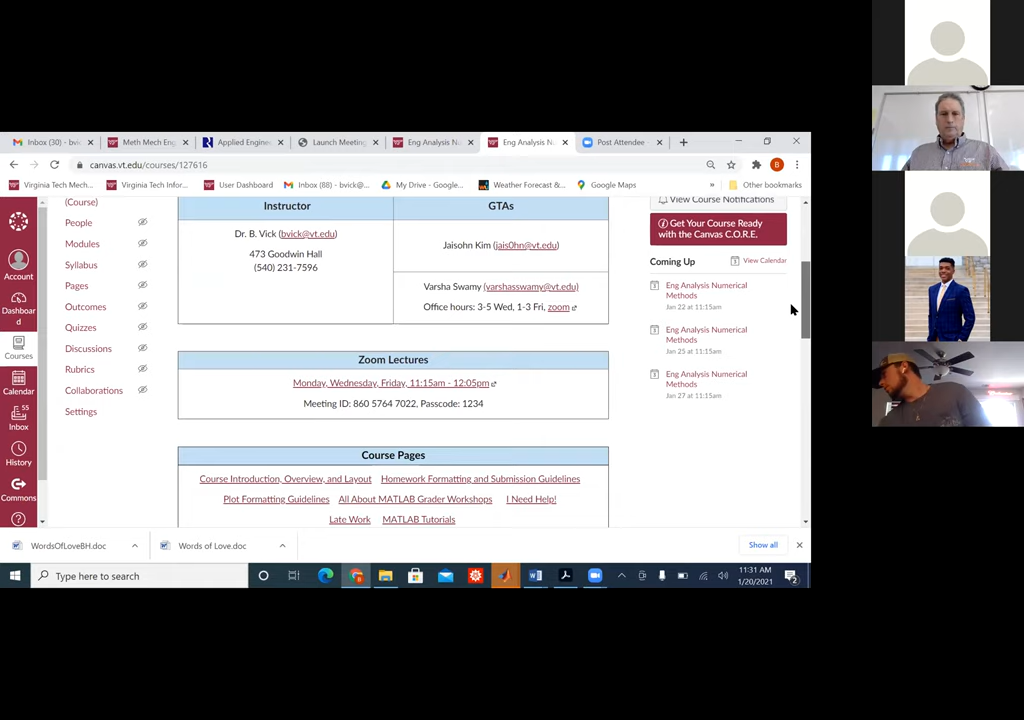 Inbox (30) - bvic
Meth Mech Eng
Applied Engine
Launch Meeting
Eng Analysis N
Eng Analysis N
Post Attendee
canvas.vt.edu/courses/127616
Virginia Tech Mech...
Virginia Tech Infor...
User Dashboard
Inbox (88) - bvick@...
My Drive - Google...
Weather Forecast &...
Google Maps
»
Other bookmarks
Account
Dashboar
d
Courses
Calendar
55
Inbox
History
Commons
(Course)
People
Modules
Syllabus
Pages
Outcomes
Quizzes
Discussions
Rubrics
Collaborations
Settings
Instructor
GTAs
Dr. B. Vick (bvick@vt.edu)
473 Goodwin Hall
(540) 231-7596
Jaisohn Kim (jais0hn@vt.edu)
Varsha Swamy (varshasswamy@vt.edu)
Office hours: 3-5 Wed, 1-3 Fri, zoom
Zoom Lectures
Monday, Wednesday, Friday, 11:15am - 12:05pm
Meeting ID: 860 5764 7022, Passcode: 1234
Course Pages
Course Introduction, Overview, and Layout Homework Formatting and Submission Guidelines
Plot Formatting Guidelines All About MATLAB Grader Workshops I Need Help!
Late Work MATLAB Tutorials
View Course Notifications
Get Your Course Ready
with the Canvas C.O.R.E.
Coming Up
View Calendar
Eng Analysis Numerical
Methods
Jan 22 at 11:15am
Eng Analysis Numerical
Methods
Jan 25 at 11:15am
Eng Analysis Numerical
Methods
Jan 27 at 11:15am
WordsOfLoveBH.doc
Words of Love.doc
Show all
Type here to search
11:31 AM
1/20/2021
2